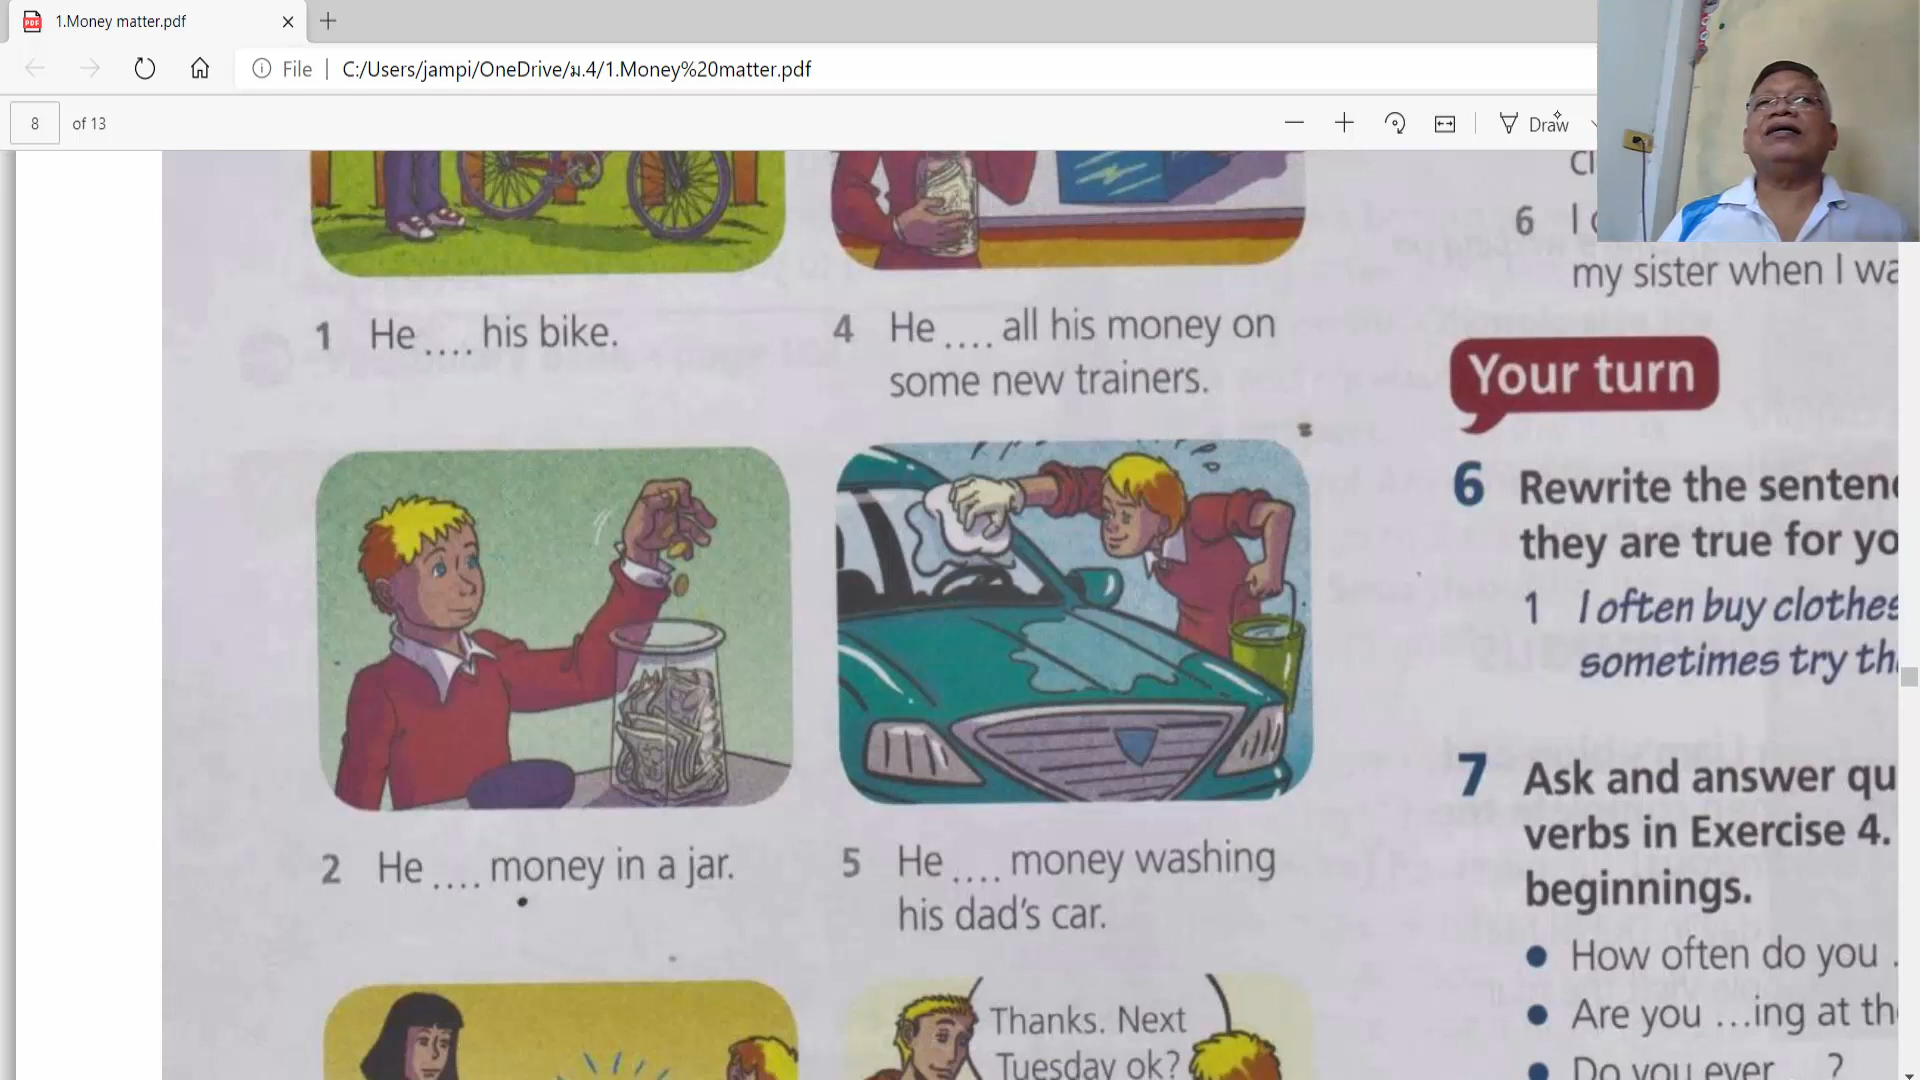 1.Money matter.pdf
File
C:/Users/jampi/OneDrive/ม.4/1.Money%20matter.pdf
8
of 13
Draw
1 He .... his bike.
4 He .... all his money on
some new trainers.
2 He .... money in a jar.
5 He .... money washing
his dad's car.
Thanks. Next
Tuesday ok?
6 I
my sister when I wa
Your turn
6 Rewrite the senten
they are true for yo
1 I often buy clothes
sometimes try th
7 Ask and answer qu
verbs in Exercise 4.
beginnings.
• How often do you .
• Are you ...ing at th
• Do you ever ... ?